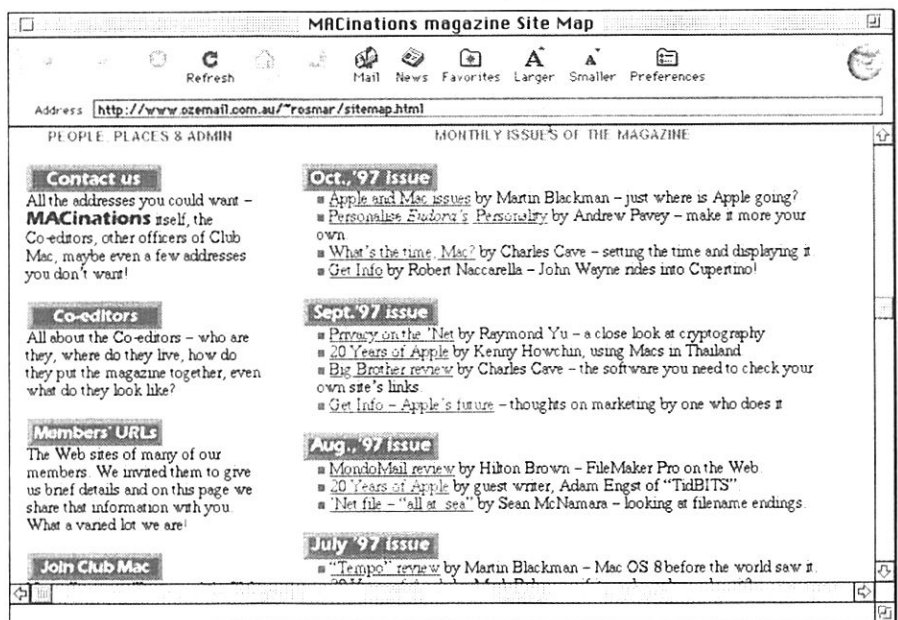 MACinations magazine Site Map
Refresh
Mail
News
Favorites
Larger
Smaller
Preferences
Address http://www.ozemail.com.au/~rosmar/sitemap.html
PEOPLE, PLACES & ADMIN
Contact us
All the addresses you could want –
MACinations itself, the
Co-editors, other officers of Club
Mac, maybe even a few addresses
you don't want!
Co-editors
All about the Co-editors – who are
they, where do they live, how do
they put the magazine together, even
what do they look like?
Members' URLs
The Web sites of many of our
members. We invited them to give
us brief details and on this page we
share that information with you.
What a varied lot we are!
Join Club Mac
MONTHLY ISSUES OF THE MAGAZINE
Oct.,'97 issue
Apple and Mac issues by Martin Blackman – just where is Apple going?
Personalise Eudora's Personality by Andrew Pavey – make it more your
own
What's the time, Mac? by Charles Cave – setting the time and displaying it.
Get Info by Robert Naccarella – John Wayne rides into Cupertino!
Sept.'97 issue
Privacy on the 'Net by Raymond Yu – a close look at cryptography
20 Years of Apple by Kenny Howchin, using Macs in Thailand
Big Brother review by Charles Cave – the software you need to check your
own site's links.
Get Info – Apple's future – thoughts on marketing by one who does it
Aug.,'97 issue
MondoMail review by Hilton Brown – FileMaker Pro on the Web.
20 Years of Apple by guest writer, Adam Engst of "TidBITS".
'Net file – "all at sea" by Sean McNamara – looking at filename endings.
July '97 issue
"Tempo" review by Martin Blackman – Mac OS 8 before the world saw it.